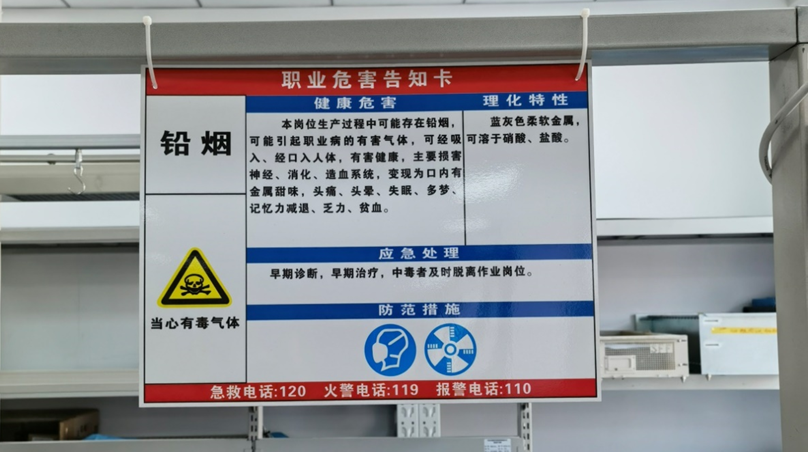 职业危害告知卡
铅烟
健康危害
本岗位生产过程中可能存在铅烟，
可能引起职业病的有害气体，可经吸
入、经口入人体，有害健康，主要损害
神经、消化、造血系统，变现为口内有
金属甜味，头痛、头晕、失眠、多梦、
记忆力减退、乏力、贫血。
理化特性
蓝灰色柔软金属，
可溶于硝酸、盐酸。
当心有毒气体
应急处理
早期诊断，早期治疗，中毒者及时脱离作业岗位。
防范措施
急救电话:120 火警电话:119 报警电话:110